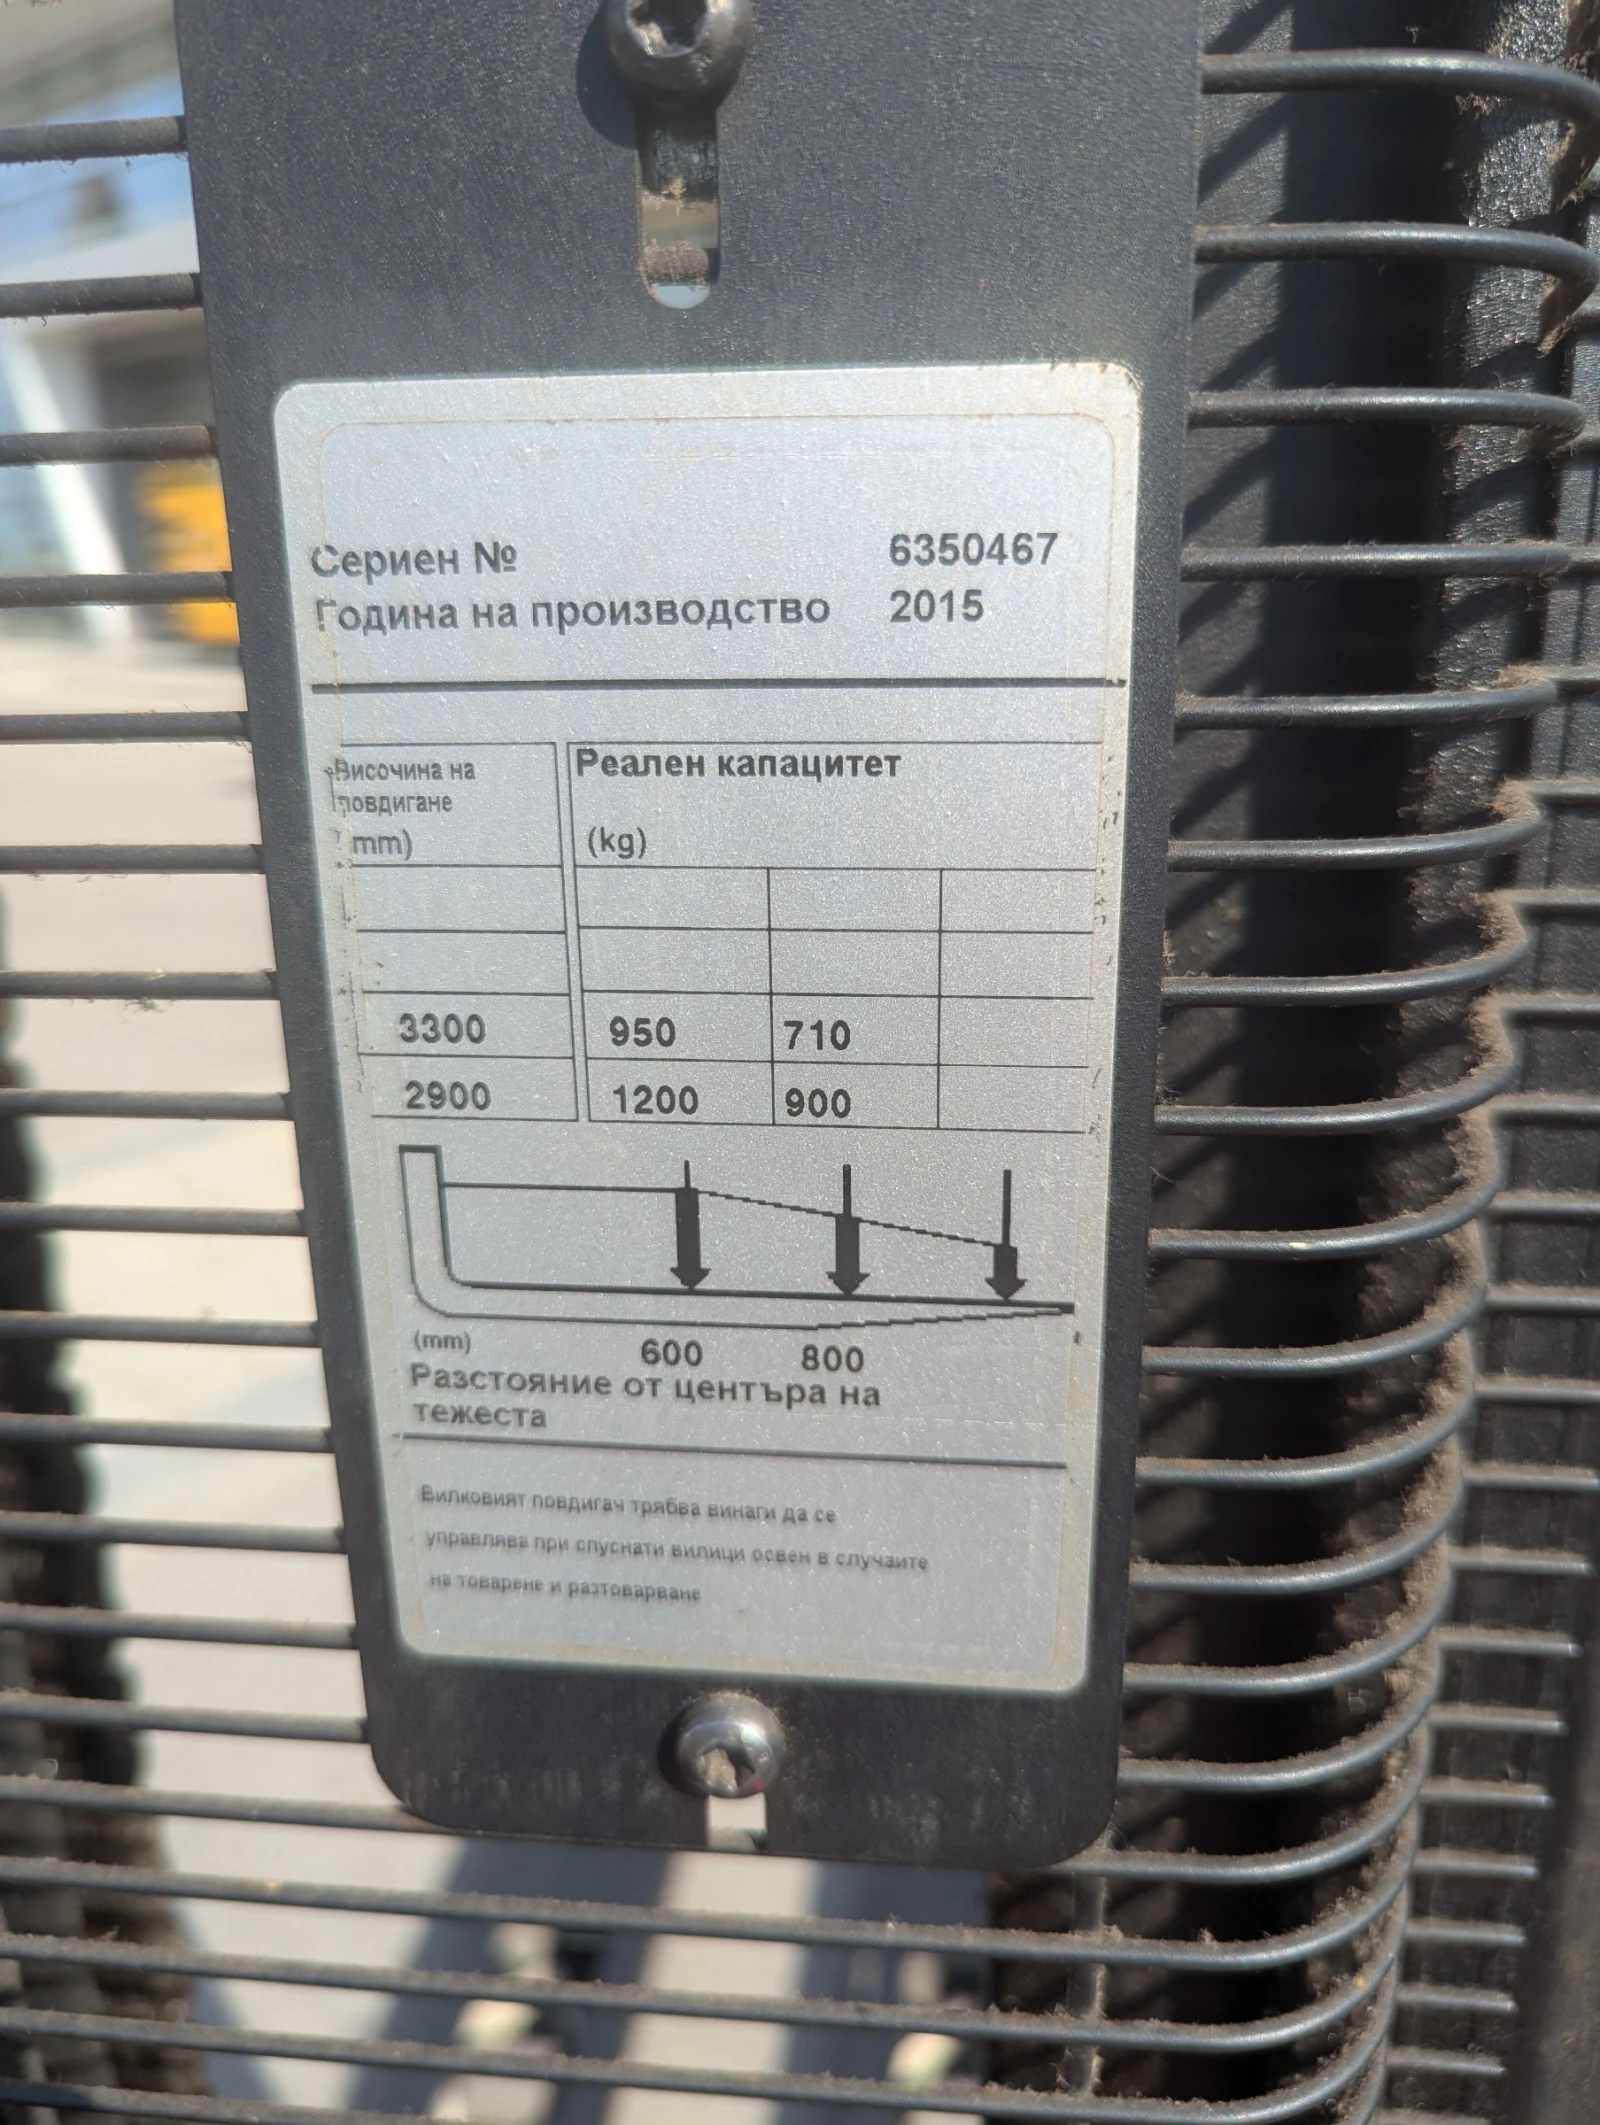 Сериен № 6350467
Година на производство 2015
Височина на повдигане (mm) Реален капацитет (kg)
3300 950 710
2900 1200 900
(mm) 600 800
Разстояние от центъра на
тежеста
Вилковият повдигач трябва винаги да се
управлява при спуснати вилици освен в случаите
на товарене и разтоварване